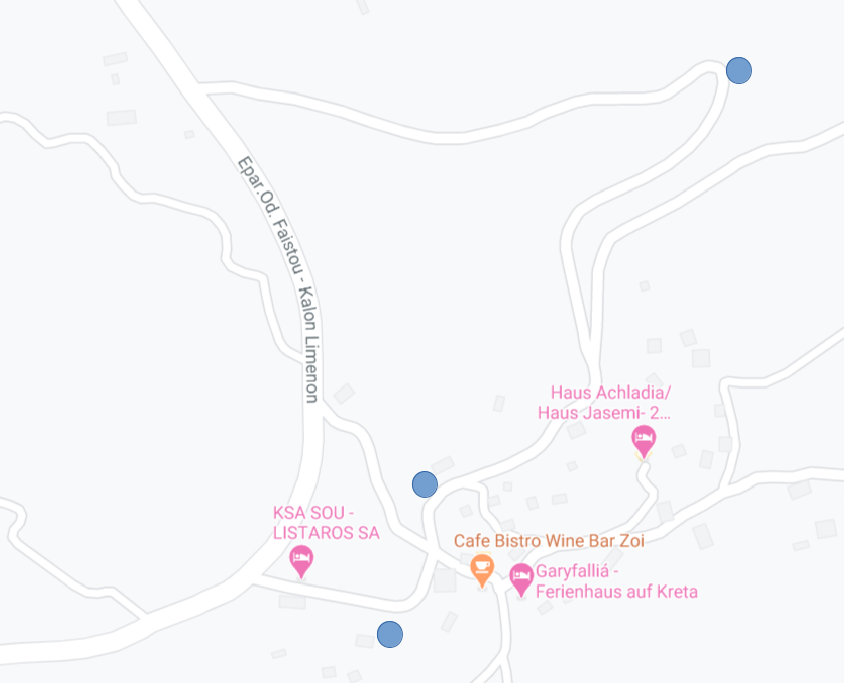 Epar.Od. Faistou - Kalon Limenon
Haus Achladia/
Haus Jasemi- 2...
KSA SOU -
LISTAROS SA
Cafe Bistro Wine Bar Zoi
Garyfalliá -
Ferienhaus auf Kreta